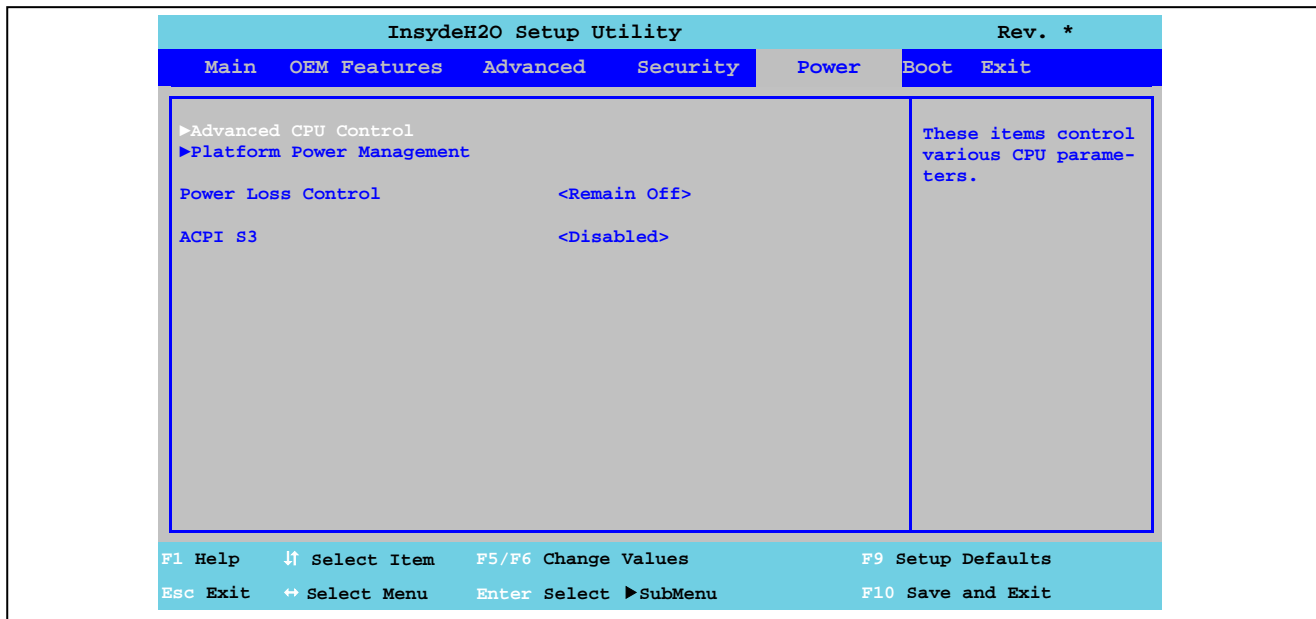 InsydeH2O Setup Utility Rev. *
Main OEM Features Advanced Security Power Boot Exit
►Advanced CPU Control
►Platform Power Management
Power Loss Control <Remain Off>
ACPI S3 <Disabled>
These items control
various CPU parame-
ters.
F1 Help ↓↑ Select Item F5/F6 Change Values F9 Setup Defaults
Esc Exit ↔ Select Menu Enter Select ►SubMenu F10 Save and Exit